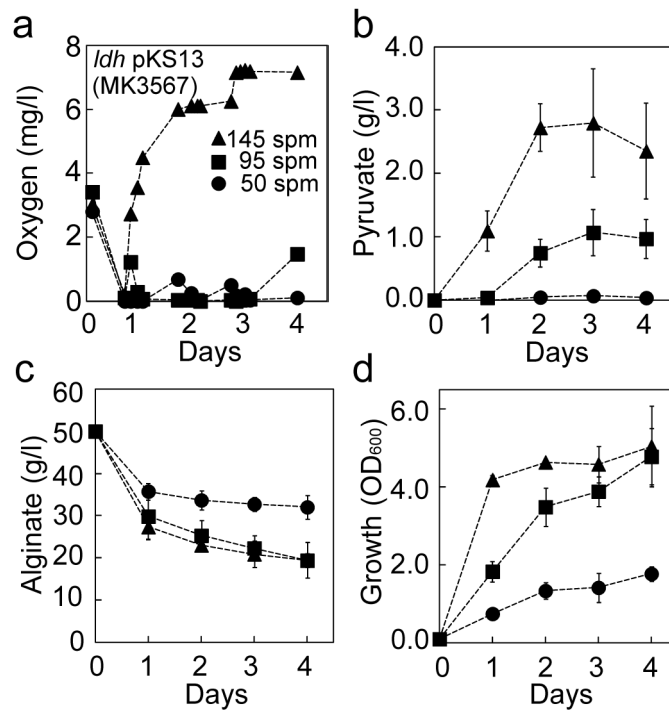 a
ldh pKS13
(MK3567)
145 spm
95 spm
50 spm
Oxygen (mg/l)
8
6
4
2
0
0 1 2 3 4
Days
b
Pyruvate (g/l)
4.0
3.0
2.0
1.0
0.0
0 1 2 3 4
Days
c
Alginate (g/l)
60
50
40
30
20
10
0
0 1 2 3 4
Days
d
Growth (OD600)
6.0
4.0
2.0
0.0
0 1 2 3 4
Days